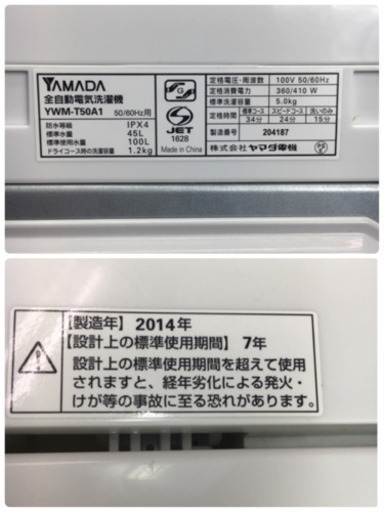 YAMADA
全自動電気洗濯機
YWM-T50A1 50/60Hz用
防水等級 IPX4
標準水量 45L
標準使用水量 100L
ドライコース時の洗濯容量 1.2kg
G
S
JET
1628
Made in China
定格電圧・周波数 100V 50/60Hz
定格消費電力 360/410 W
標準洗濯容量 5.0kg
標準コース スピードコース 洗いのみ
34分 24分 15分
製造番号 204187
株式会社 ヤマダ電機
【製造年】2014年
【設計上の標準使用期間】7年
設計上の標準使用期間を超えて使用
されますと、経年劣化による発火・
けが等の事故に至る恐れがあります。